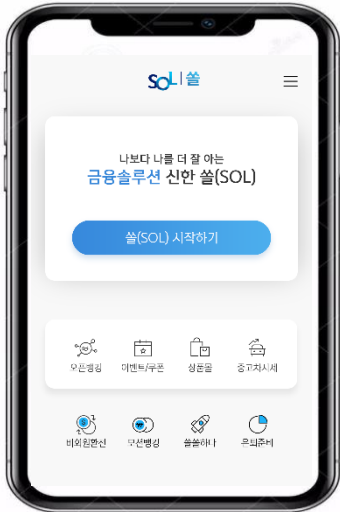 SOL 쏠
나보다 나를 더 잘 아는
금융솔루션 신한 쏠(SOL)
쏠(SOL) 시작하기
오픈뱅킹 이벤트/쿠폰 상품몰 중고차시세
비회원환전 모션뱅킹 쏠쏠하다 은퇴준비